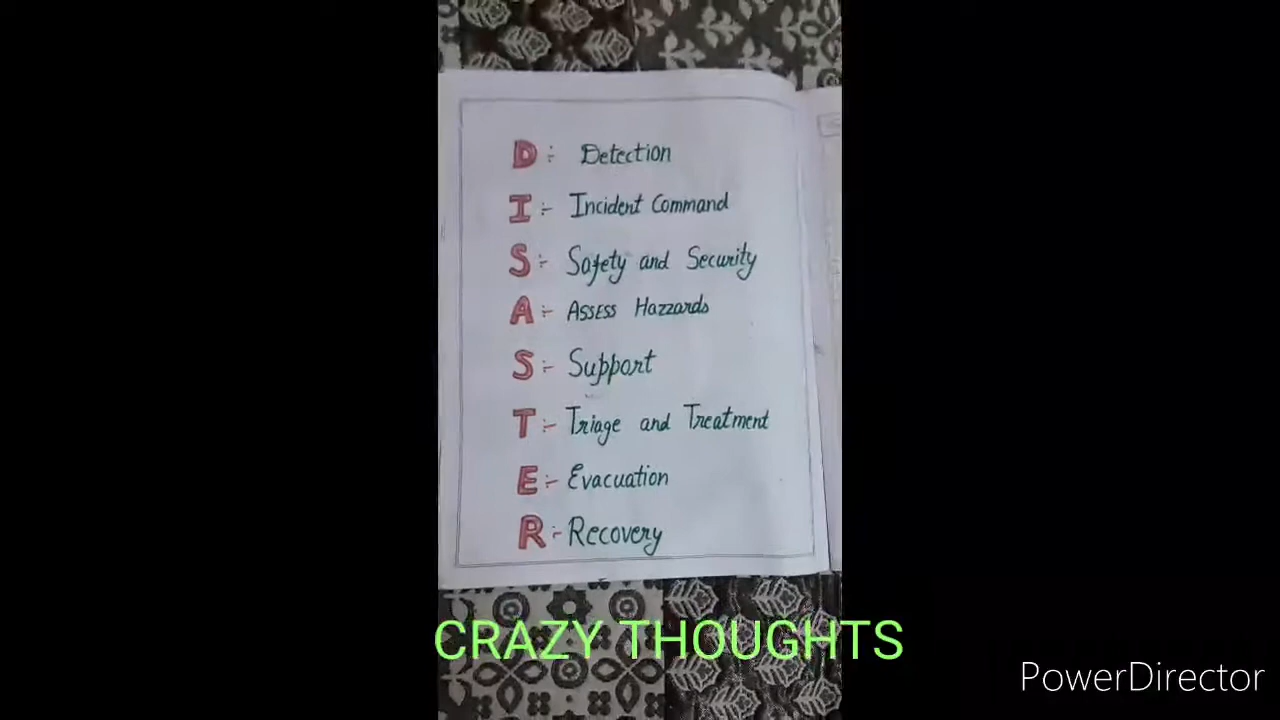 D :- Detection
I :- Incident Command
S :- Safety and Security
A :- Assess Hazzards
S :- Support
T :- Triage and Treatment
E :- Evacuation
R :- Recovery
CRAZY THOUGHTS
PowerDirector